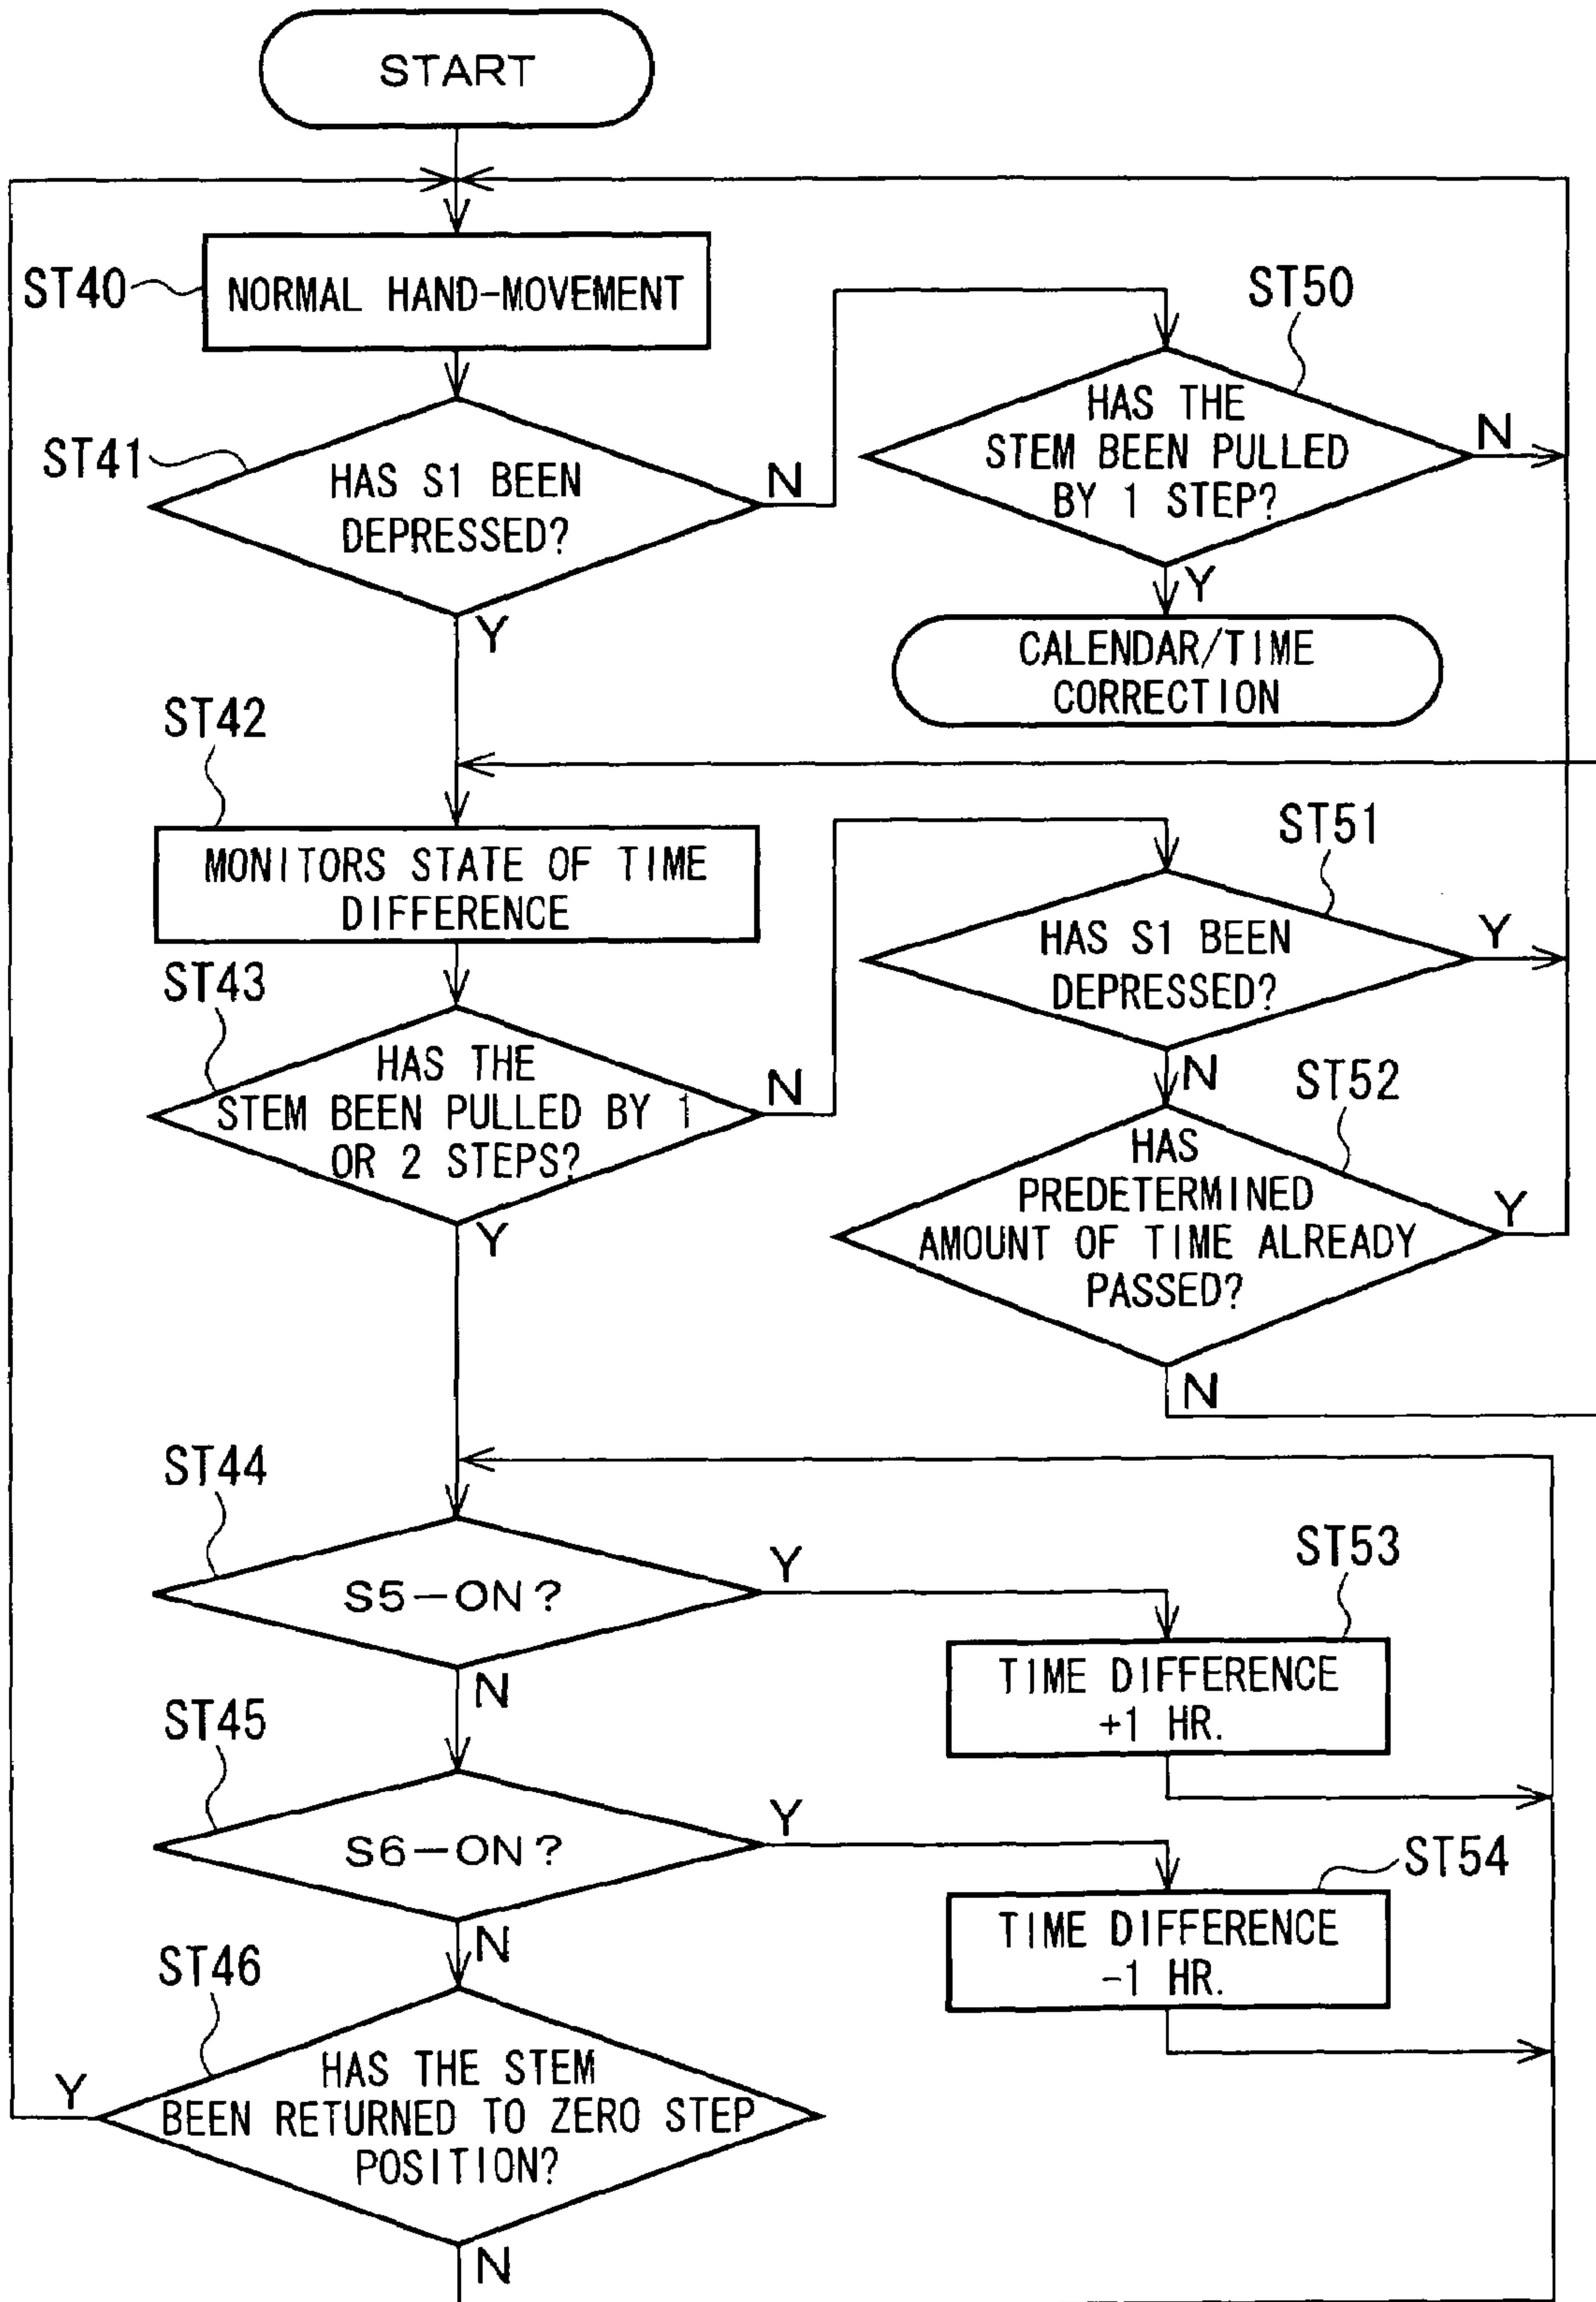 START
ST40
NORMAL HAND-MOVEMENT
ST41
HAS S1 BEEN
DEPRESSED?
N
Y
ST50
HAS THE
STEM BEEN PULLED
BY 1 STEP?
N
Y
CALENDAR/TIME
CORRECTION
ST42
MONITORS STATE OF TIME
DIFFERENCE
ST43
HAS THE
STEM BEEN PULLED BY 1
OR 2 STEPS?
N
Y
ST51
HAS S1 BEEN
DEPRESSED?
Y
N
ST52
HAS
PREDETERMINED
AMOUNT OF TIME ALREADY
PASSED?
Y
N
ST44
S5-ON?
Y
N
ST53
TIME DIFFERENCE
+1 HR.
ST45
S6-ON?
Y
N
ST54
TIME DIFFERENCE
-1 HR.
ST46
HAS THE STEM
BEEN RETURNED TO ZERO STEP
POSITION?
Y
N